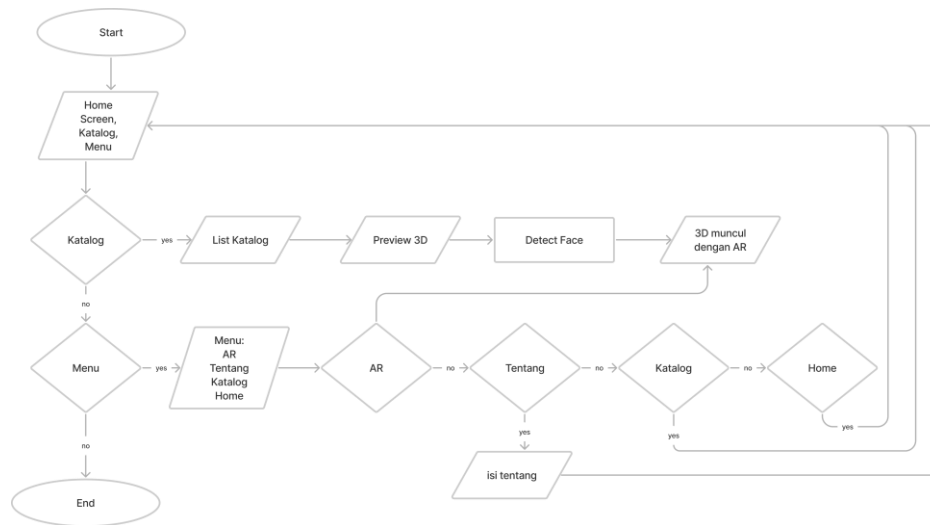 Start
Home
Screen,
Katalog,
Menu
Katalog
yes
List Katalog
Preview 3D
Detect Face
3D muncul
dengan AR
no
Menu
yes
Menu:
AR
Tentang
Katalog
Home
AR
no
Tentang
no
Katalog
no
Home
yes
yes
yes
no
isi tentang
End